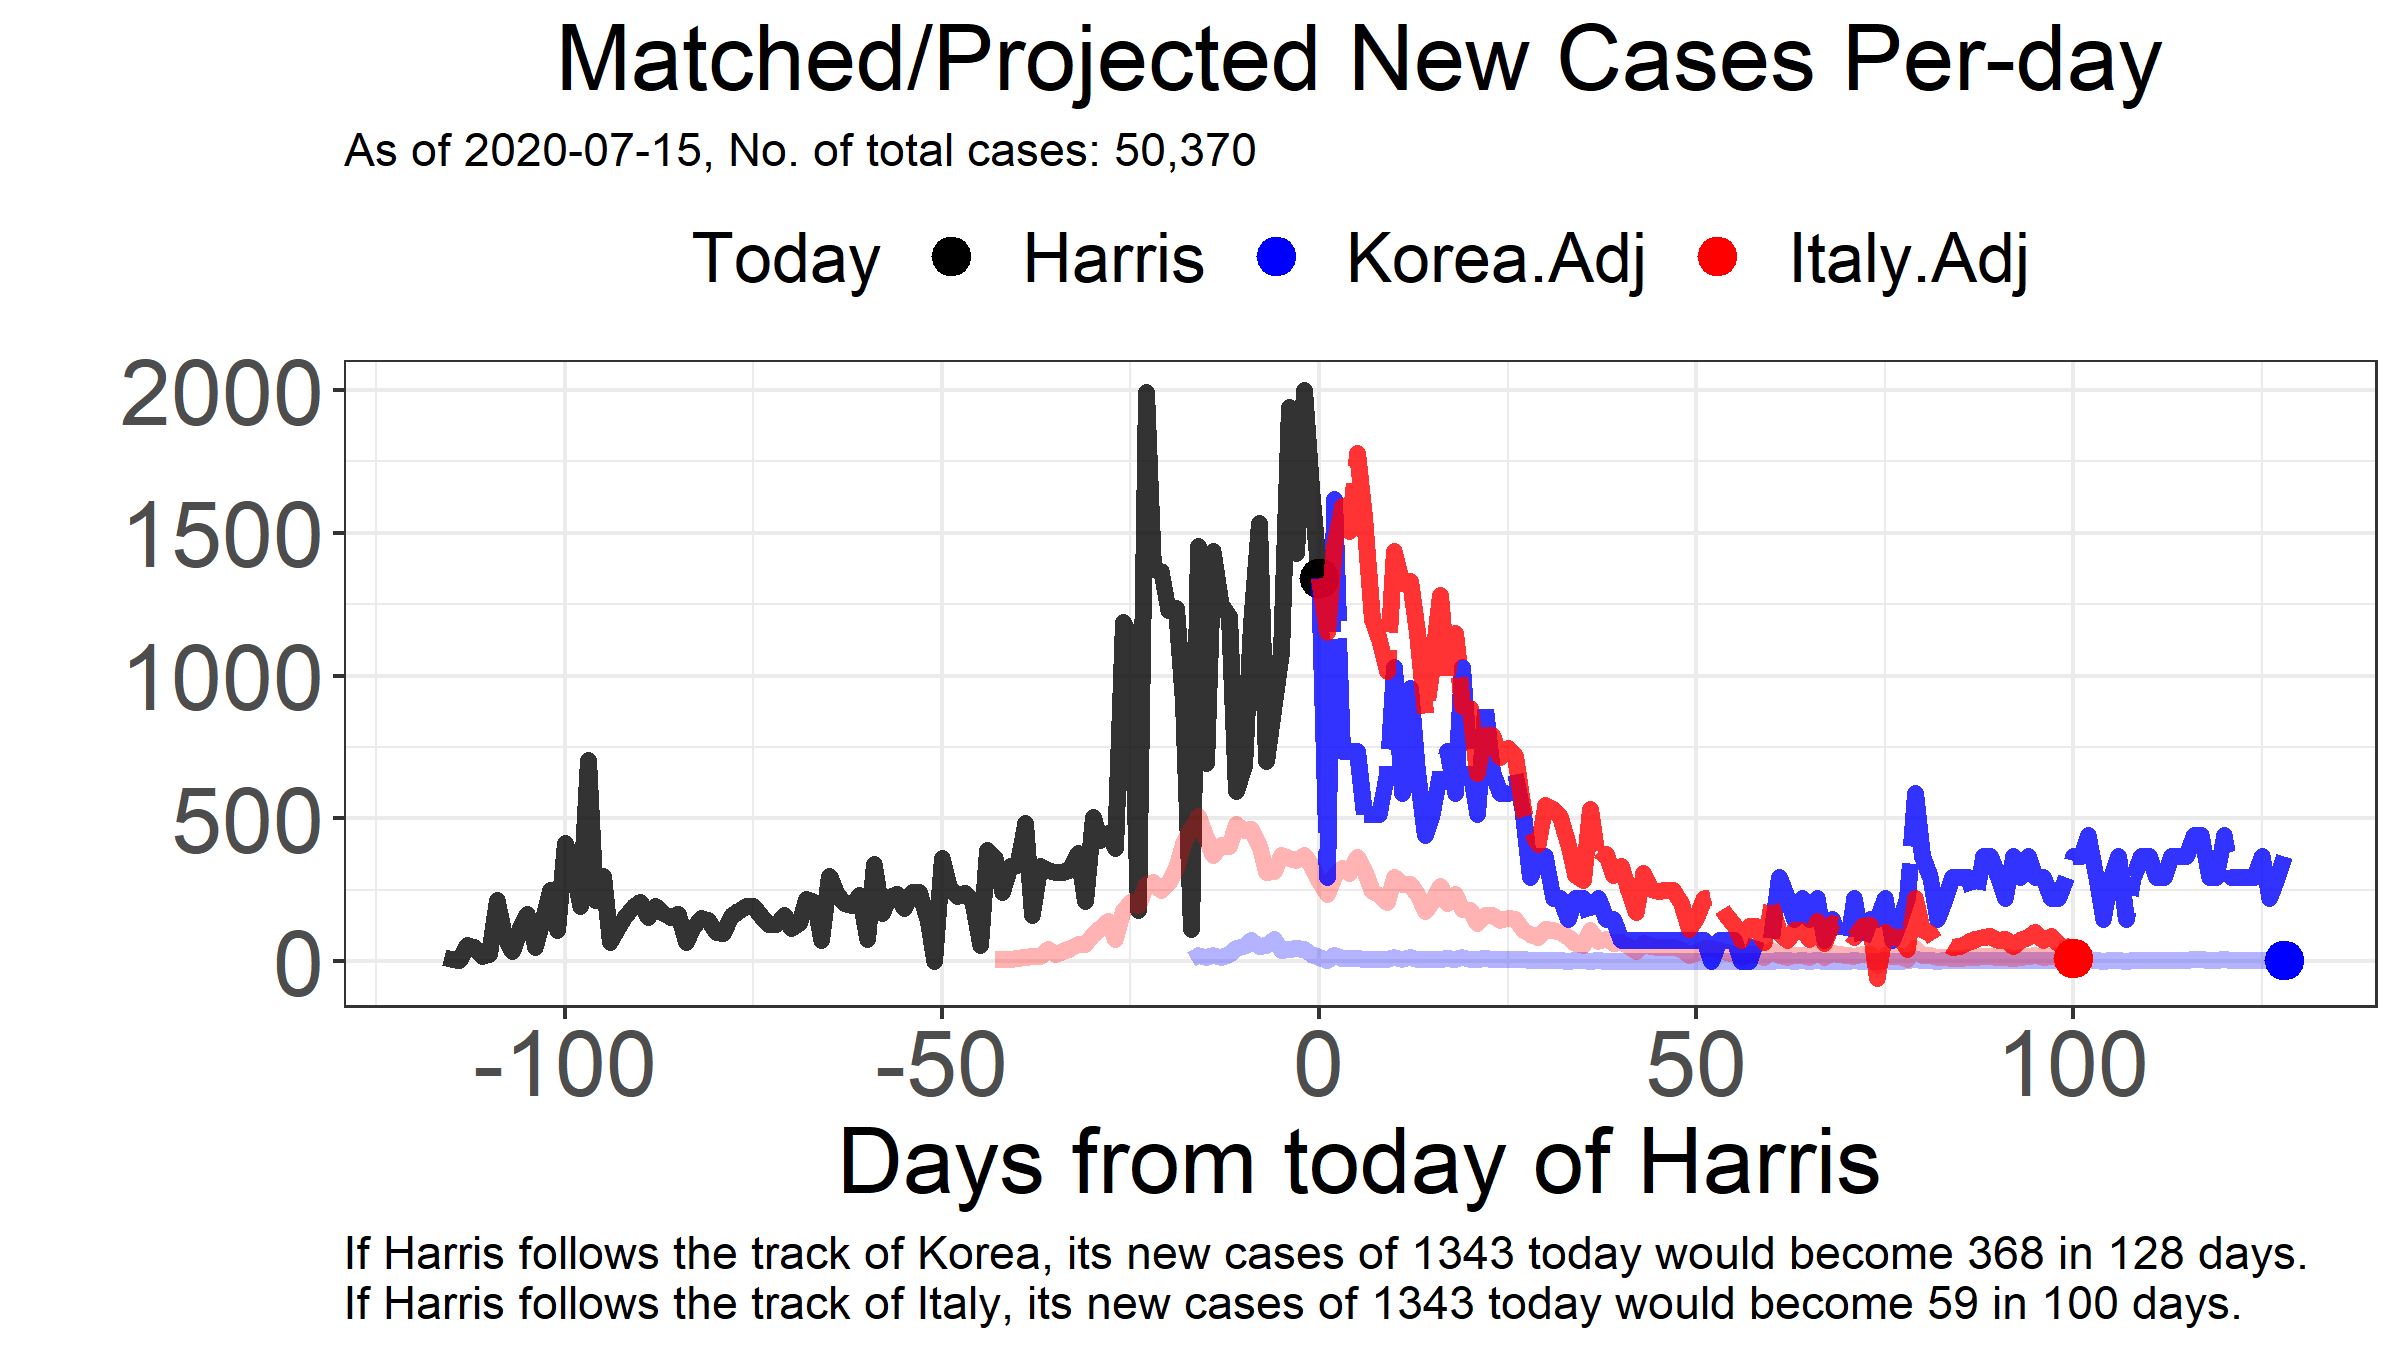 Matched/Projected New Cases Per-day
As of 2020-07-15, No. of total cases: 50,370
Today Harris Korea.Adj Italy.Adj
2000
1500
1000
500
0
-100 -50 0 50 100
Days from today of Harris
If Harris follows the track of Korea, its new cases of 1343 today would become 368 in 128 days.
If Harris follows the track of Italy, its new cases of 1343 today would become 59 in 100 days.